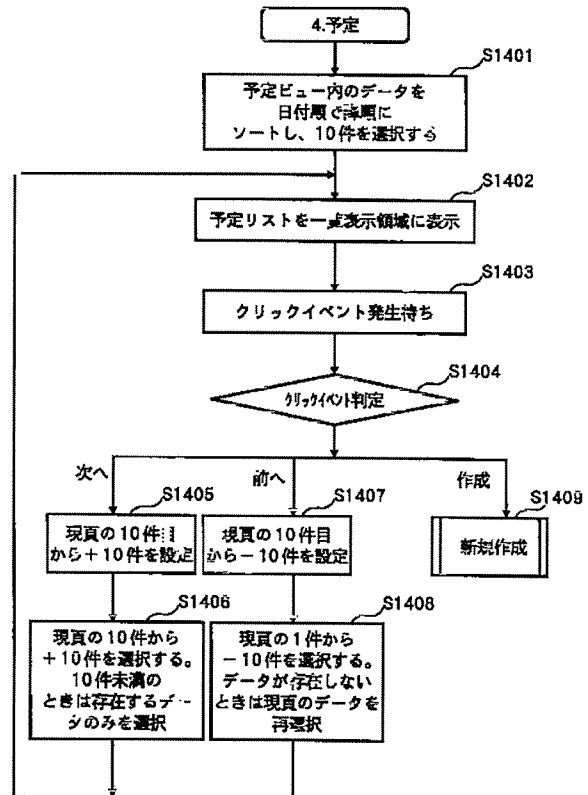 4.予定
S1401
予定ビュー内のデータを
日付順で降順に
ソートし、10件を選択する
S1402
予定リストを一覧表示領域に表示
S1403
クリックイベント発生待ち
S1404
クリックイベント判定
次へ
前へ
作成
S1405
現頁の10件目
から+10件を設定
S1407
現頁の10件目
から-10件を設定
S1409
新規作成
S1406
現頁の10件から
+10件を選択する。
10件未満の
ときは存在するデー
タのみを選択
S1408
現頁の1件から
-10件を選択する。
データが存在しない
ときは現頁のデータを
再選択